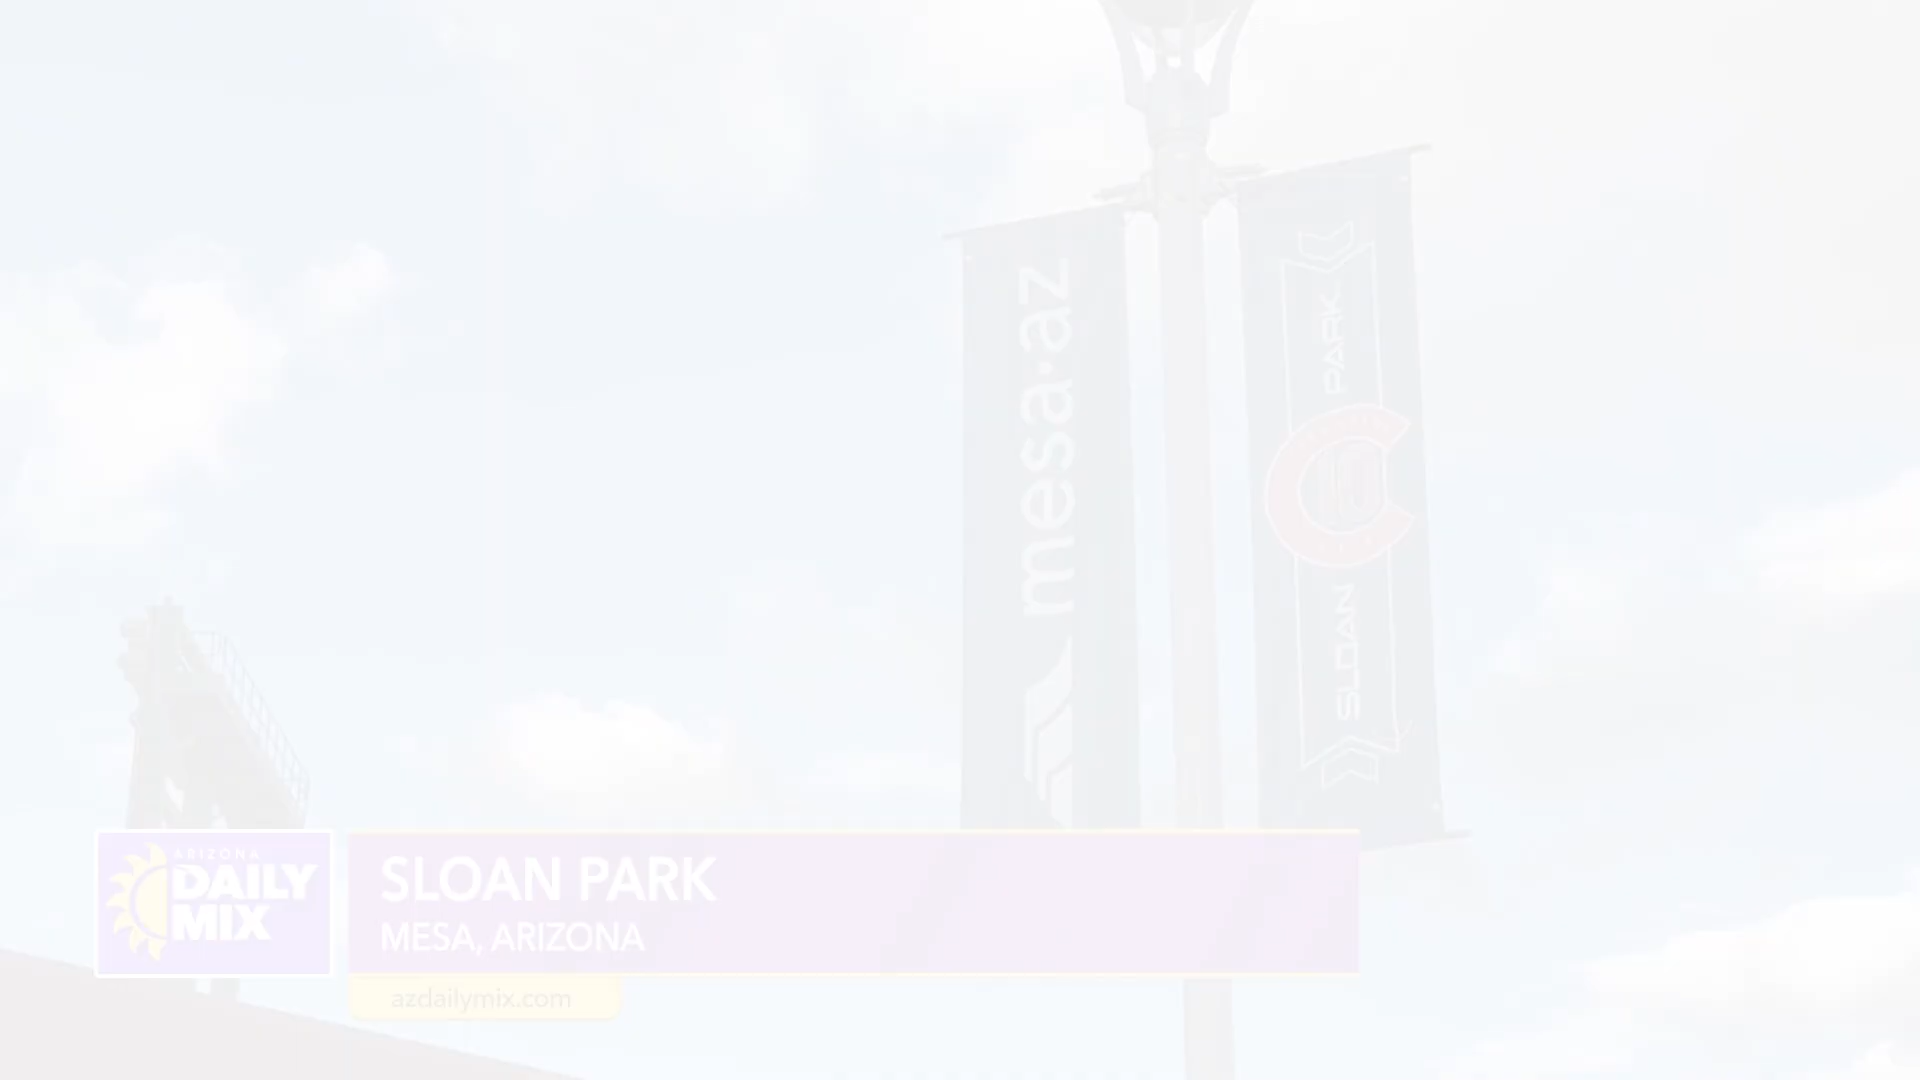 mesa·az
SLOAN PARK
ARIZONA
DAILY
MIX
SLOAN PARK
MESA, ARIZONA
azdailymix.com